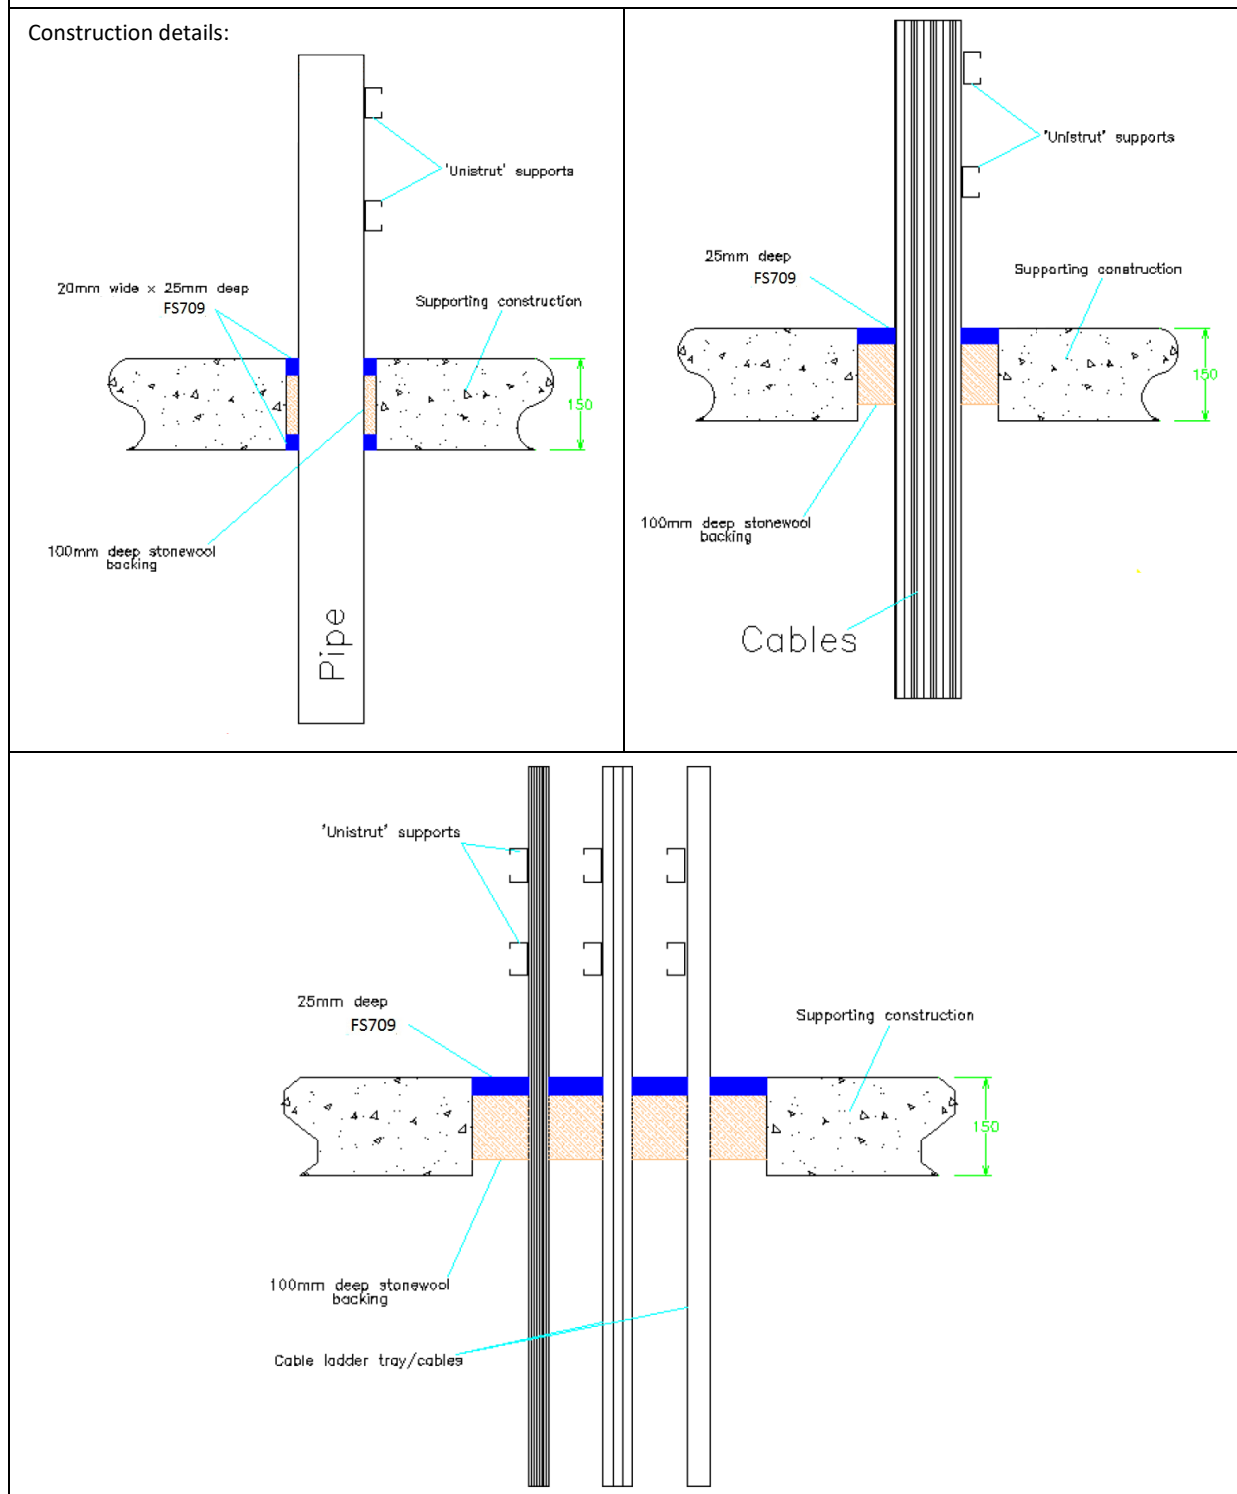 Construction details:
'Unistrut' supports
20mm wide x 25mm deep
FS709
Supporting construction
150
100mm deep stonewool
backing
Pipe
'Unistrut' supports
25mm deep
FS709
Supporting construction
150
100mm deep stonewool
backing
Cables
'Unistrut' supports
25mm deep
FS709
Supporting construction
150
100mm deep stonewool
backing
Cable ladder tray/cables